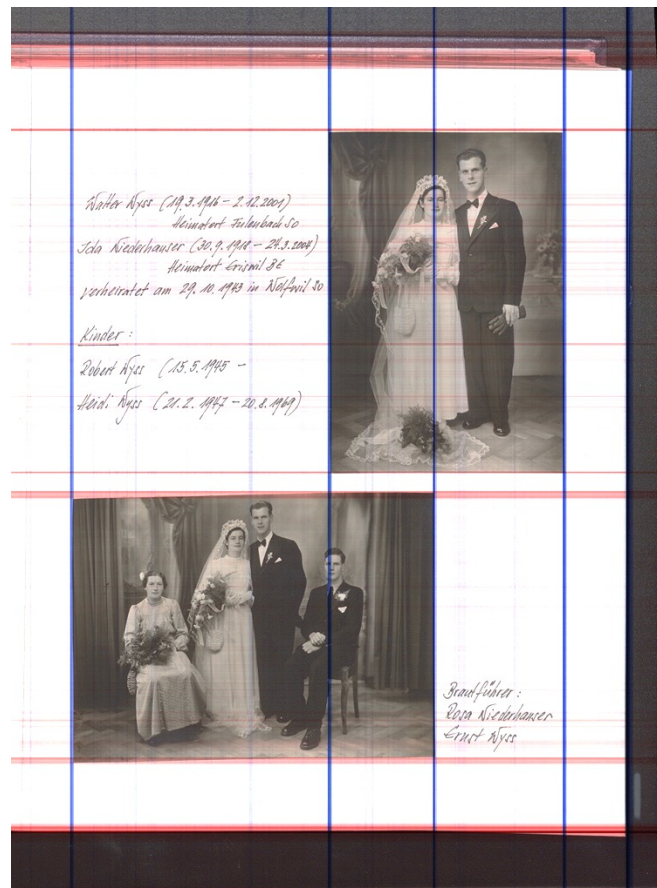 Walter Wyss (19.3.1916 – 2.12.2001)
Heimatort Fulenbach SO
Ida Niederhauser (30.9.1918 – 24.3.2004)
Heimatort Eriswil BE
verheiratet am 29.10.1943 in Wolfwil SO
Kinder :
Robert Wyss (15.5.1945 –
Heidi Wyss (21.2.1947 – 20.8.1969)
Brautführer :
Rosa Niederhauser
Ernst Wyss